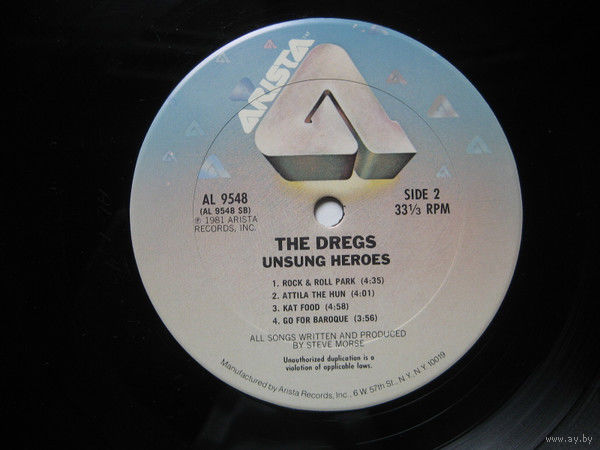 ARISTA
AL 9548
(AL 9548 SB)
℗ 1981 ARISTA
RECORDS, INC.
SIDE 2
33⅓ RPM
THE DREGS
UNSUNG HEROES
1. ROCK & ROLL PARK (4:35)
2. ATTILA THE HUN (4:01)
3. KAT FOOD (4:58)
4. GO FOR BAROQUE (3:56)
ALL SONGS WRITTEN AND PRODUCED
BY STEVE MORSE
Unauthorized duplication is a
violation of applicable laws.
Manufactured by Arista Records, Inc., 6 W 57th St., N.Y., N.Y. 10019
www.ay.by